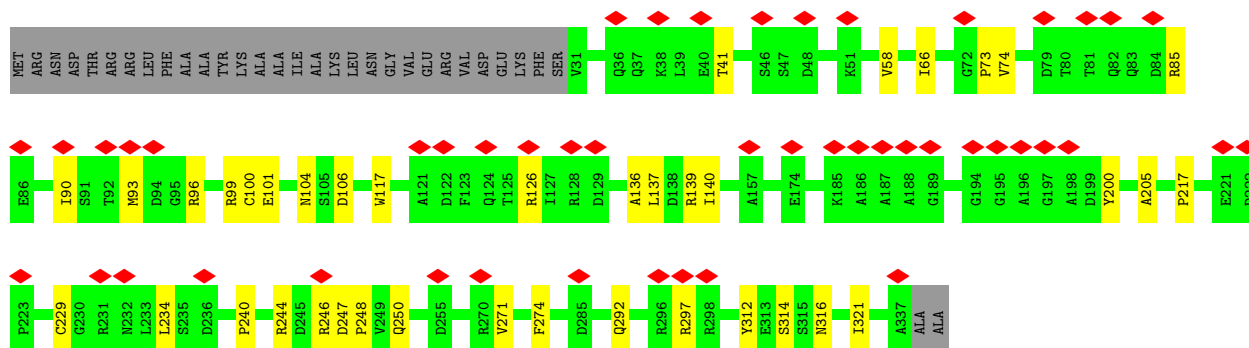 MET ARG ASN ASP THR ARG ARG LEU PHE ALA ALA TYR LYS ALA ALA ILE ALA LYS LEU ASN GLY VAL GLU ARG VAL ASP GLU LYS PHE SER V31 Q36 Q37 K38 L39 E40 T41 S46 S47 D48 K51 V58 I66 G72 P73 V74 D79 T80 T81 Q82 Q83 D84 R85
E86 I90 S91 T92 M93 D94 G95 R96 R99 C100 E101 N104 S105 D106 W117 A121 D122 F123 Q124 T125 R126 I127 R128 D129 A136 L137 D138 R139 I140 A157 E174 K185 A186 A187 A188 G189 G194 G195 A196 G197 A198 D199 Y200 A205 P217 E221
P223 C229 G230 R231 N232 L233 L234 S235 D236 P240 R244 D245 R246 D247 P248 V249 Q250 D255 R270 V271 F274 D285 Q292 R296 R297 R298 Y312 E313 S314 S315 N316 I321 A337 ALA ALA